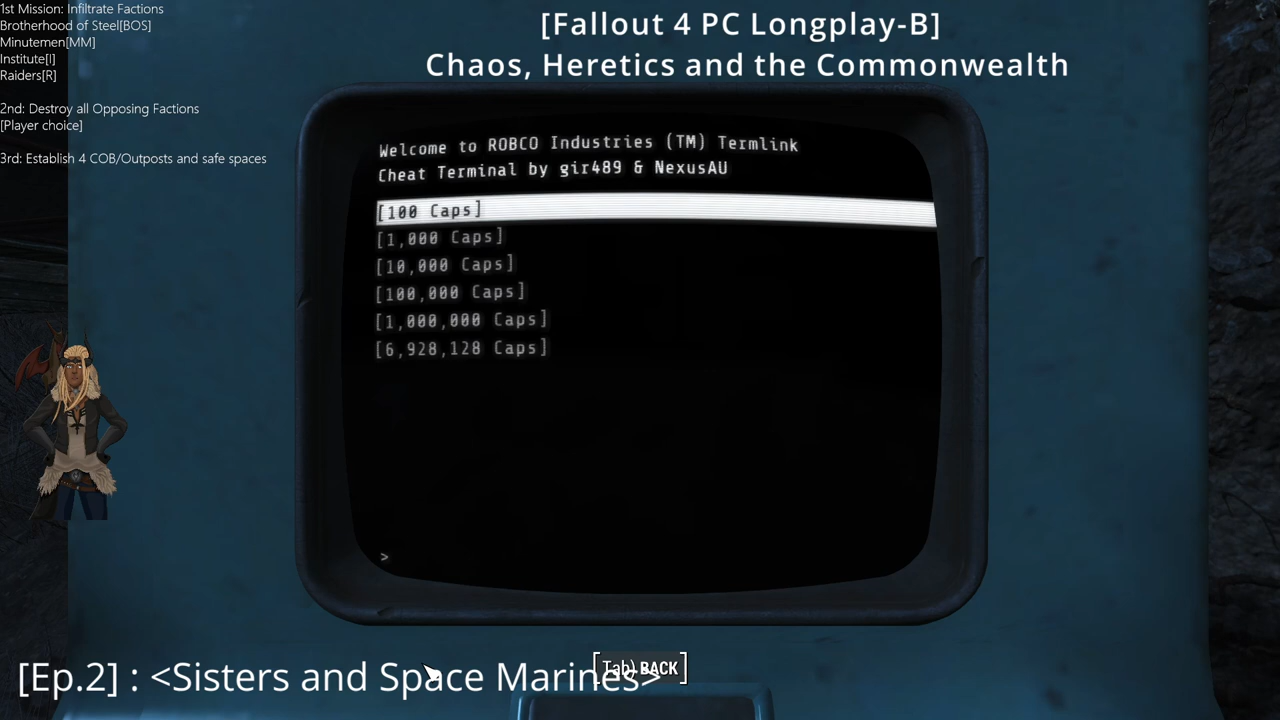 1st Mission: Infiltrate Factions
Brotherhood of Steel[BOS]
Minutemen[MM]
Institute[I]
Raiders[R]
2nd: Destroy all Opposing Factions
[Player choice]
3rd: Establish 4 COB/Outposts and safe spaces
[Fallout 4 PC Longplay-B]
Chaos, Heretics and the Commonwealth
Welcome to ROBCO Industries (TM) Termlink
Cheat Terminal by gir489 & NexusAU
[100 Caps]
[1,000 Caps]
[10,000 Caps]
[100,000 Caps]
[1,000,000 Caps]
[6,928,128 Caps]
>
[Ep.2] : <Sisters and Space Marines>
[Tab) BACK]